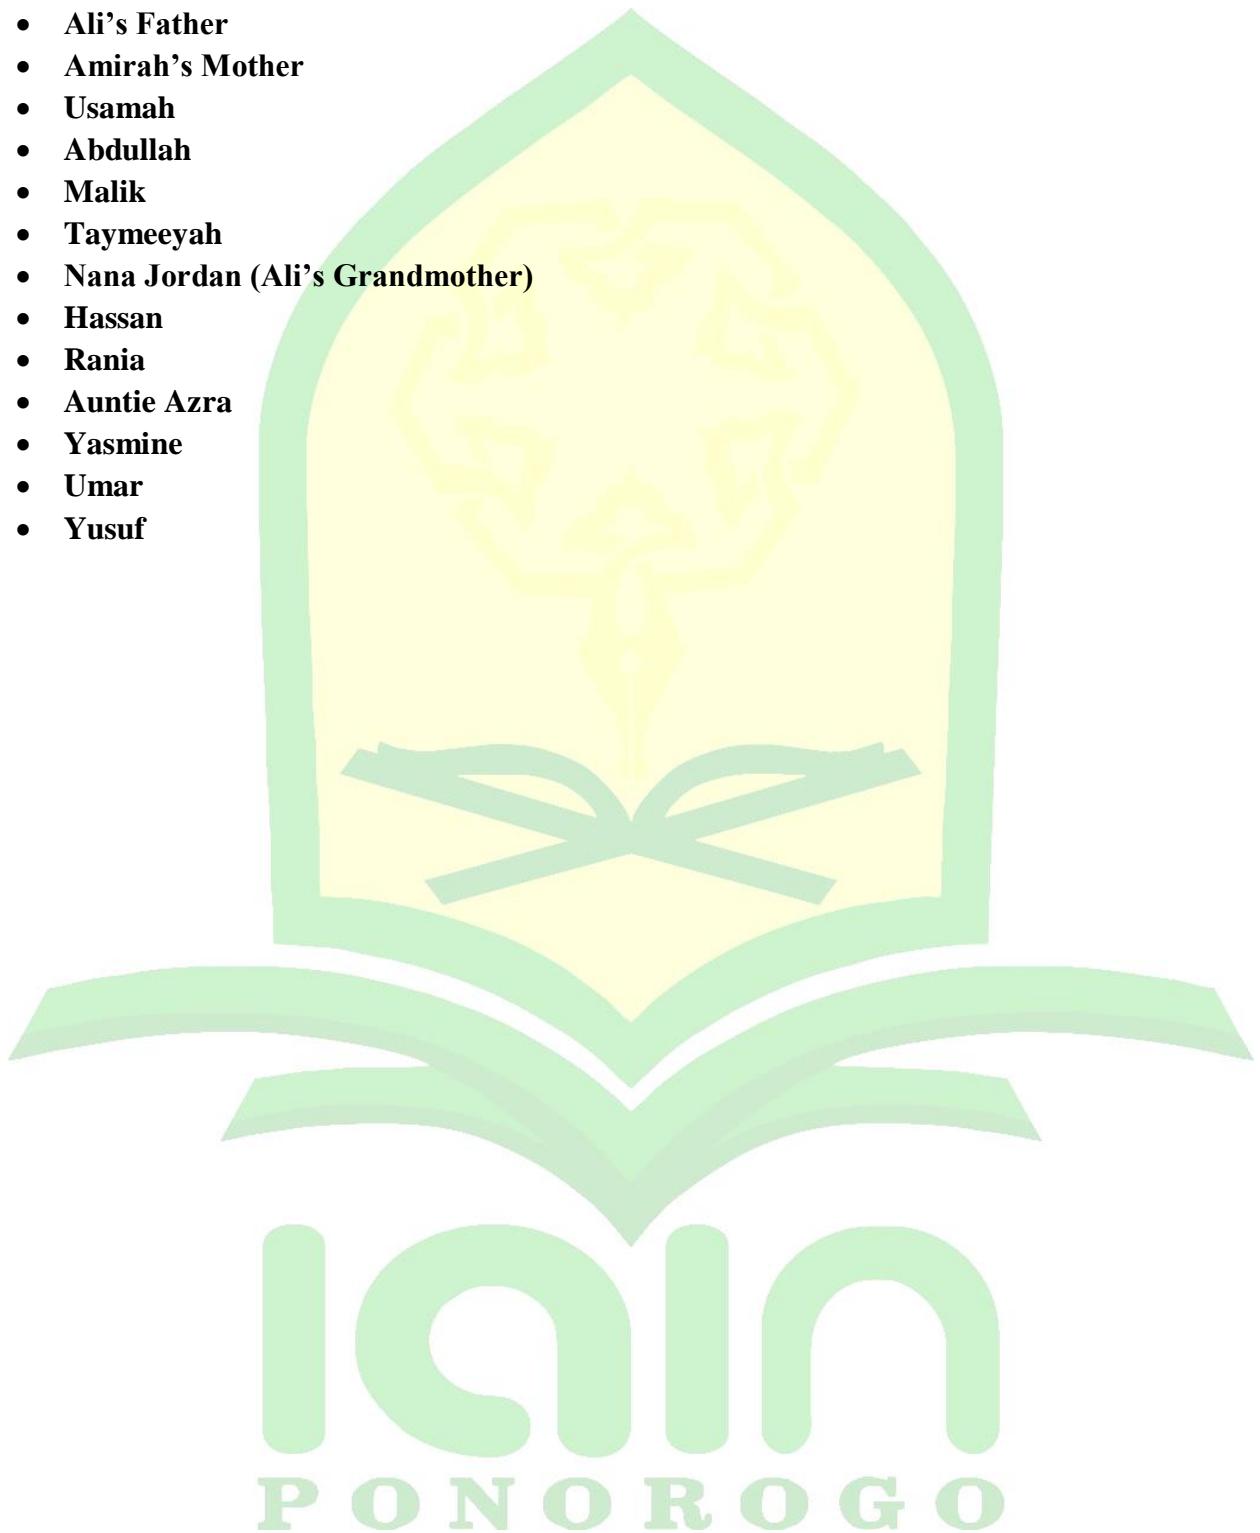 • Ali’s Father
• Amirah’s Mother
• Usamah
• Abdullah
• Malik
• Taymeeyah
• Nana Jordan (Ali’s Grandmother)
• Hassan
• Rania
• Auntie Azra
• Yasmine
• Umar
• Yusuf
iain
PONOROGO